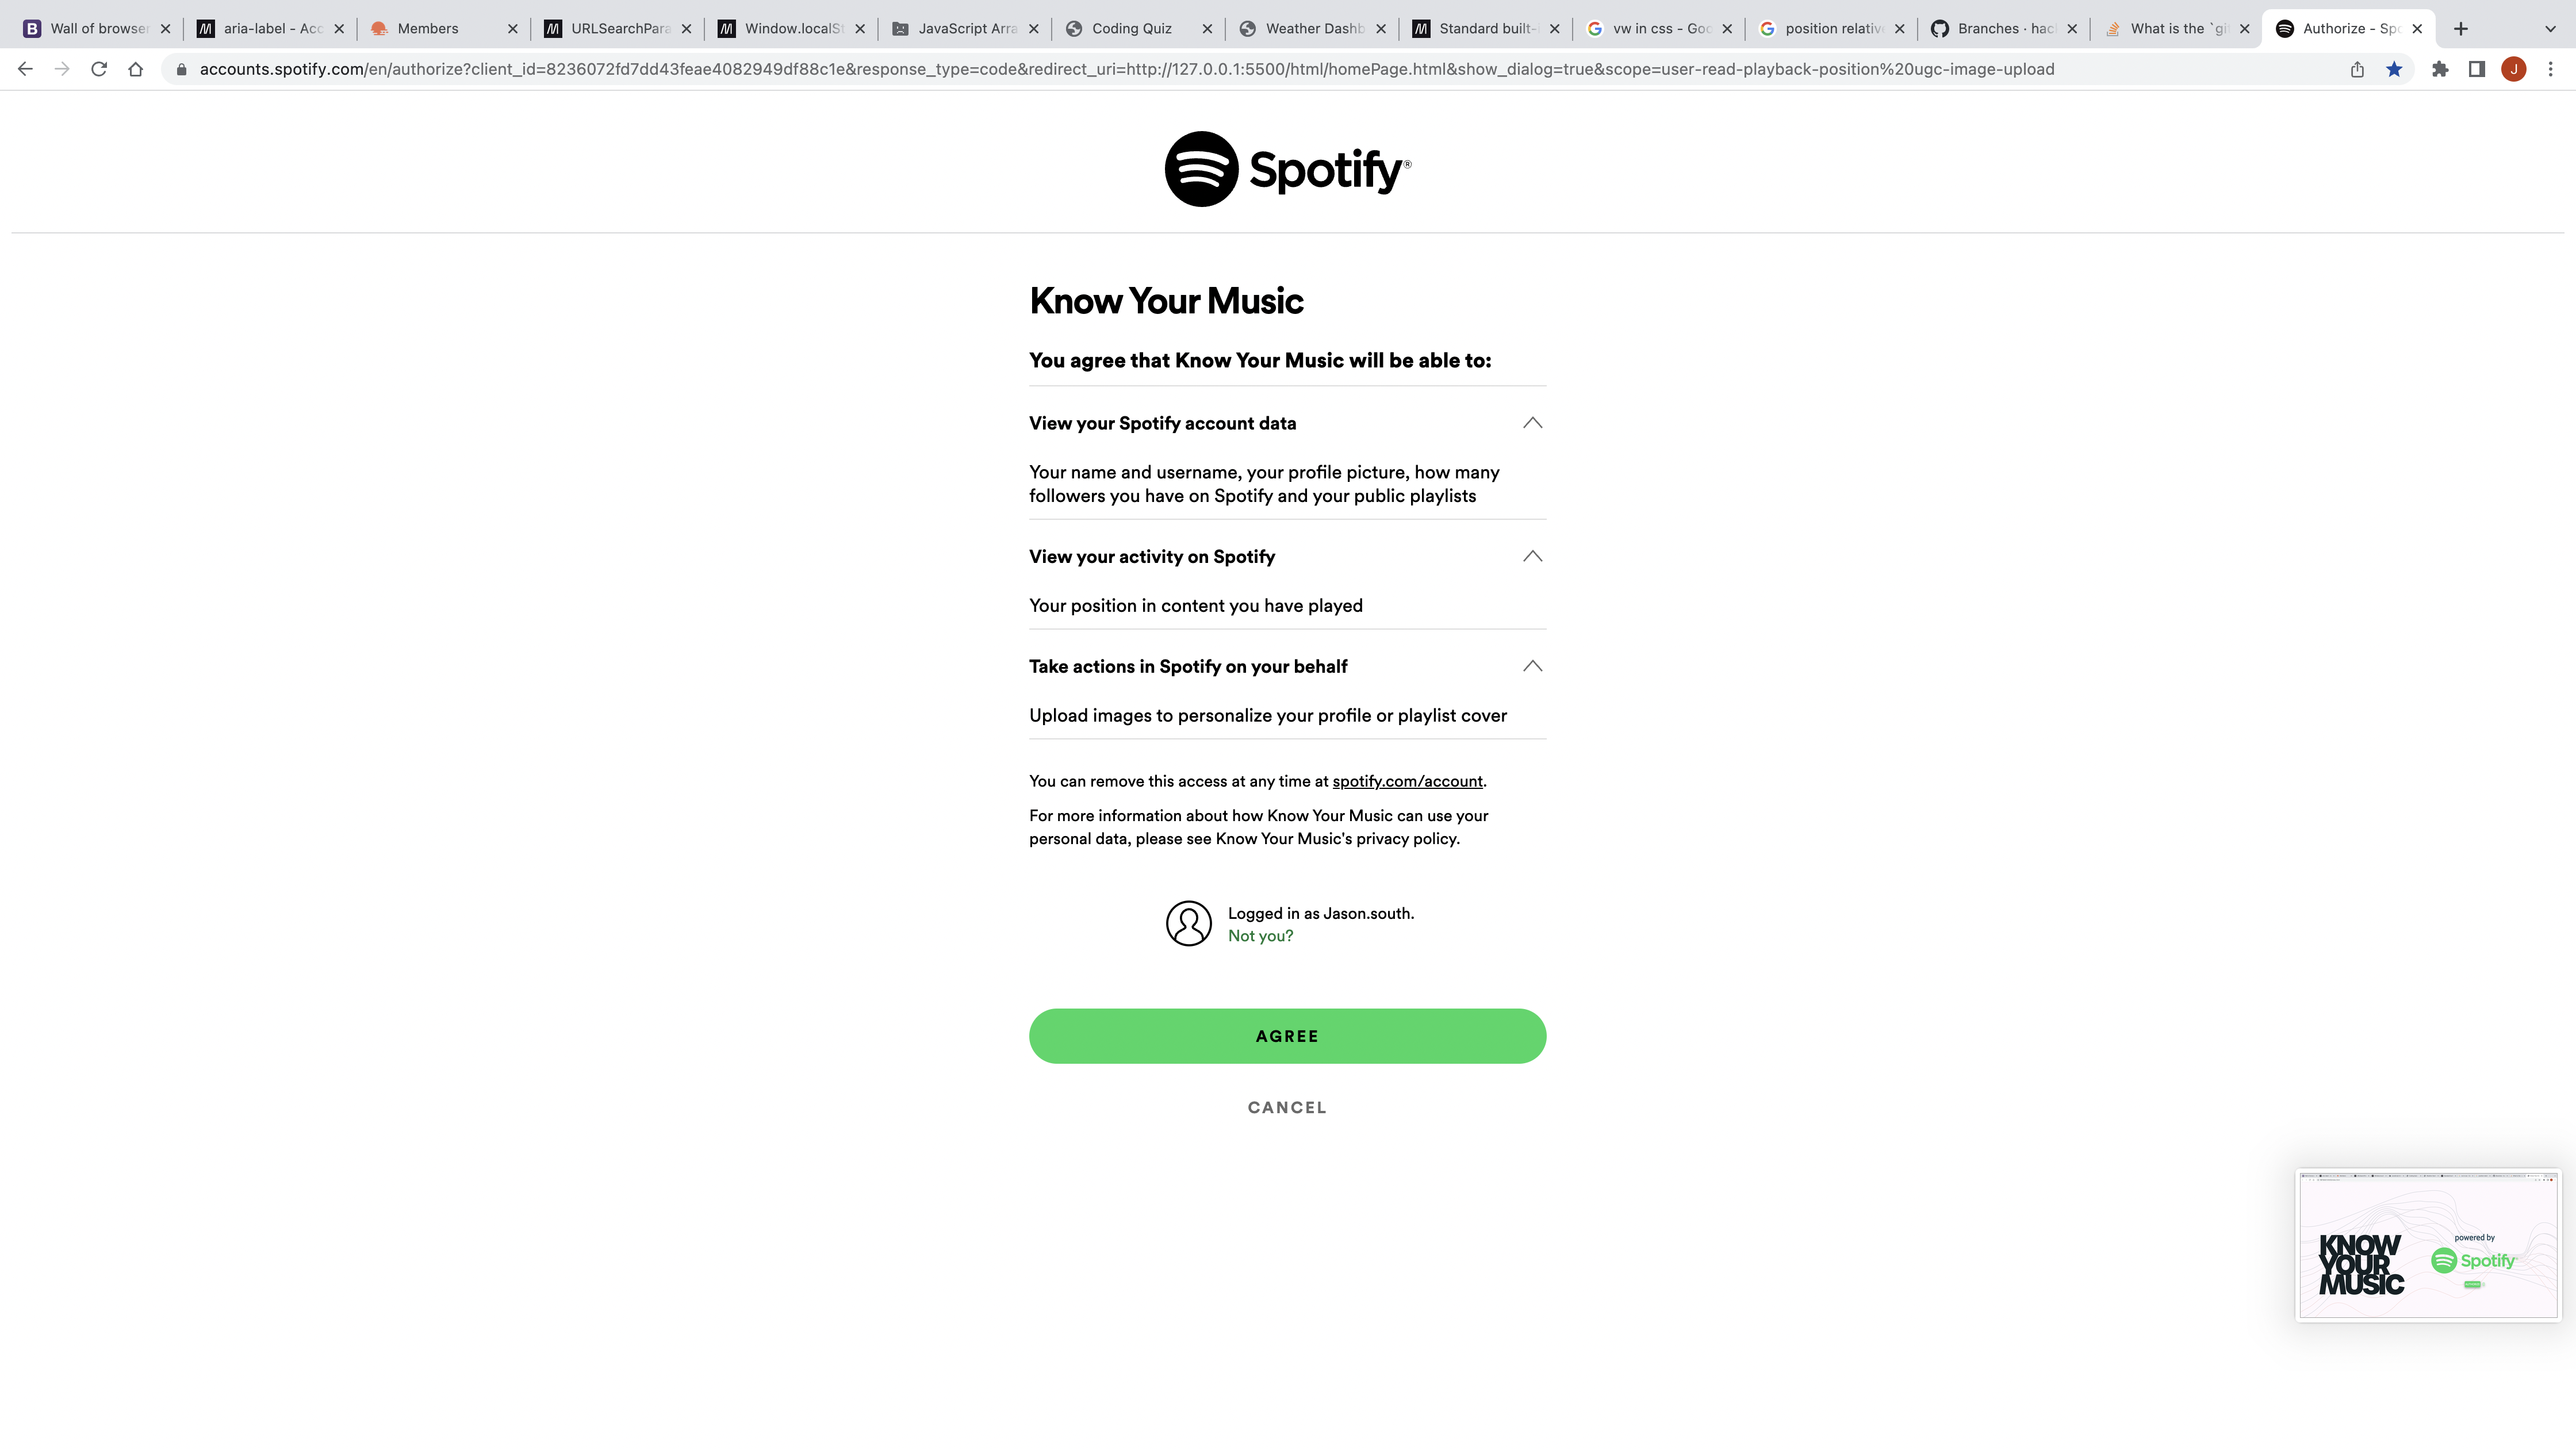 Wall of browser
aria-label - Acc
Members
URLSearchPara
Window.localSt
JavaScript Arra
Coding Quiz
Weather Dashb
Standard built-i
vw in css - Goo
position relativ
Branches · hac
What is the `gi
Authorize - Spo
accounts.spotify.com/en/authorize?client_id=8236072fd7dd43feae4082949df88c1e&response_type=code&redirect_uri=http://127.0.0.1:5500/html/homePage.html&show_dialog=true&scope=user-read-playback-position%20ugc-image-upload
J
Spotify®
Know Your Music
You agree that Know Your Music will be able to:
View your Spotify account data
Your name and username, your profile picture, how many
followers you have on Spotify and your public playlists
View your activity on Spotify
Your position in content you have played
Take actions in Spotify on your behalf
Upload images to personalize your profile or playlist cover
You can remove this access at any time at spotify.com/account.
For more information about how Know Your Music can use your
personal data, please see Know Your Music's privacy policy.
Logged in as Jason.south.
Not you?
AGREE
CANCEL
KNOW
YOUR
MUSIC
powered by
Spotify